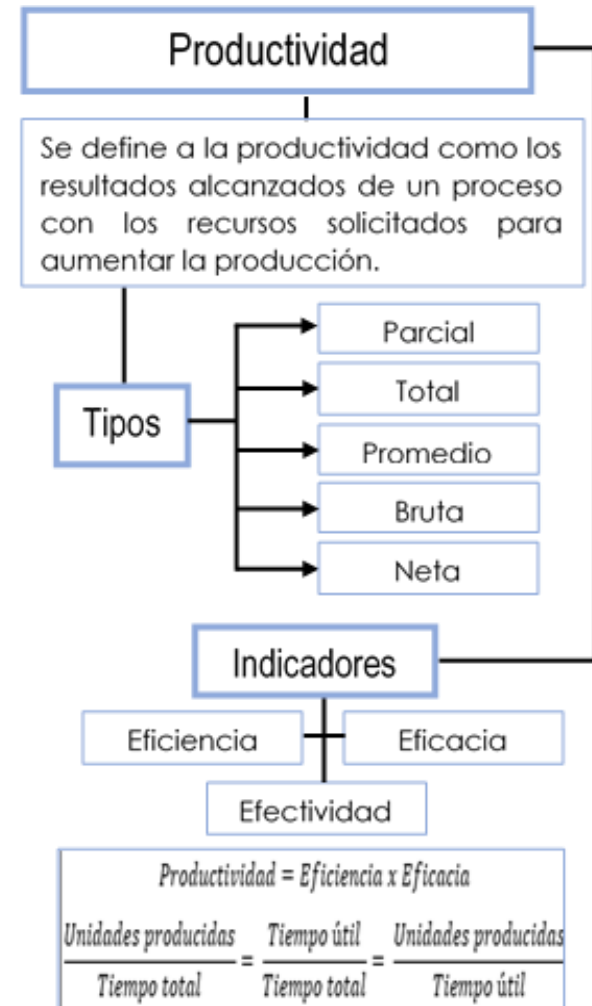 Productividad
Se define a la productividad como los
resultados alcanzados de un proceso
con los recursos solicitados para
aumentar la producción.
Tipos
Parcial
Total
Promedio
Bruta
Neta
Indicadores
Eficiencia
Eficacia
Efectividad
Productividad = Eficiencia x Eficacia
Unidades producidas / Tiempo total = Tiempo útil / Tiempo total = Unidades producidas / Tiempo útil